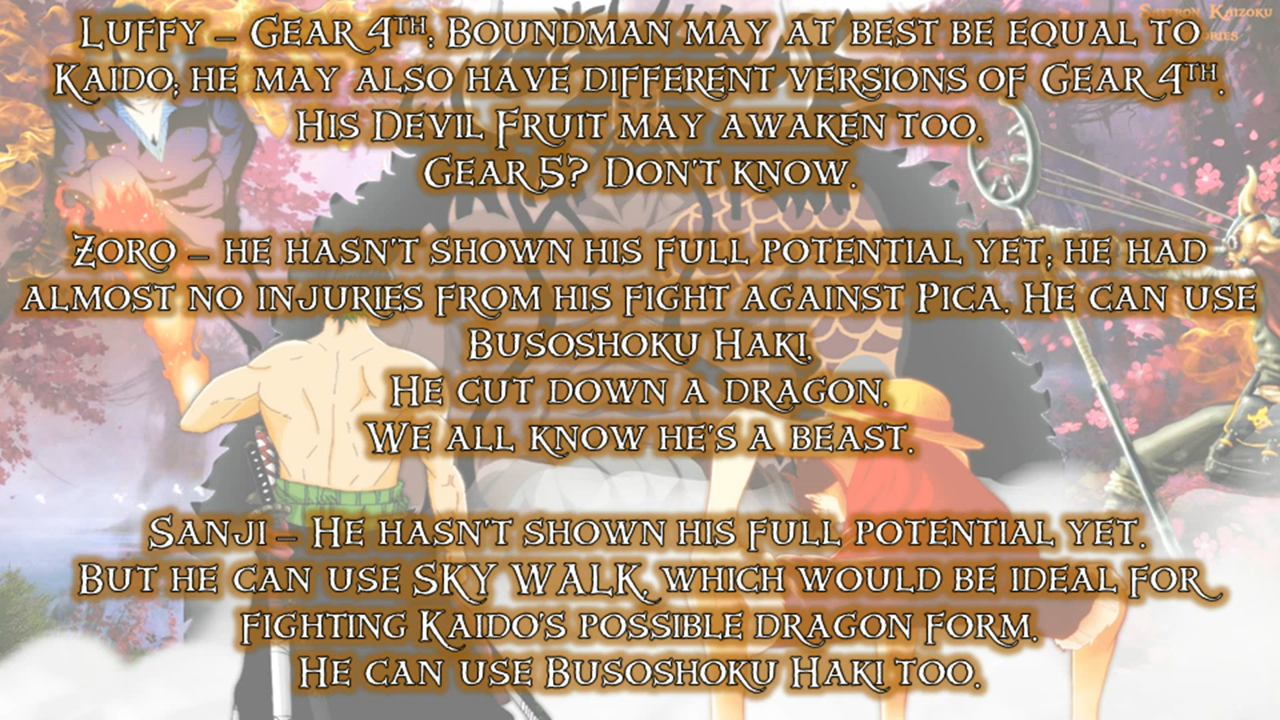 Saffron Kaizoku
Luffy – Gear 4th: Boundman may at best be equal to
Kaido; he may also have different versions of Gear 4th.
His Devil Fruit may awaken too.
Gear 5? Don't know.
Zoro – he hasn't shown his full potential yet; he had
almost no injuries from his fight against Pica. He can use
Busoshoku Haki.
He cut down a dragon.
We all know he's a beast.
Sanji – He hasn't shown his full potential yet.
But he can use SKY WALK, which would be ideal for
fighting Kaido's possible dragon form.
He can use Busoshoku Haki too.